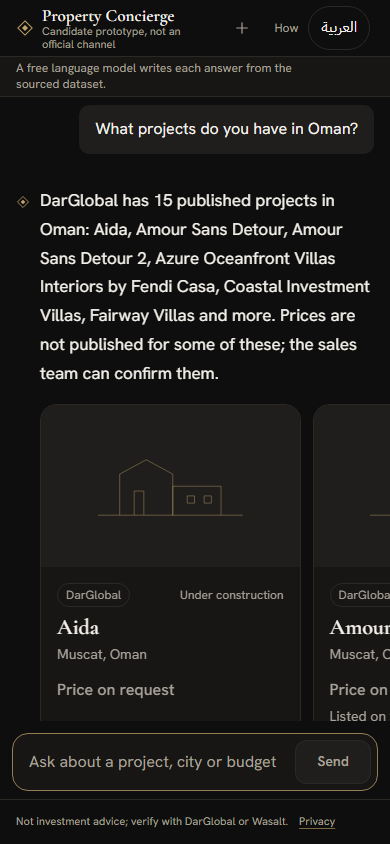 Property Concierge
Candidate prototype, not an
official channel
+
How
العربية
A free language model writes each answer from the
sourced dataset.
What projects do you have in Oman?
DarGlobal has 15 published projects in
Oman: Aida, Amour Sans Detour, Amour
Sans Detour 2, Azure Oceanfront Villas
Interiors by Fendi Casa, Coastal Investment
Villas, Fairway Villas and more. Prices are
not published for some of these; the sales
team can confirm them.
DarGlobal
Under construction
Aida
Muscat, Oman
Price on request
DarGloba
Amour
Muscat, O
Price on
Listed on
Ask about a project, city or budget
Send
Not investment advice; verify with DarGlobal or Wasalt.
Privacy